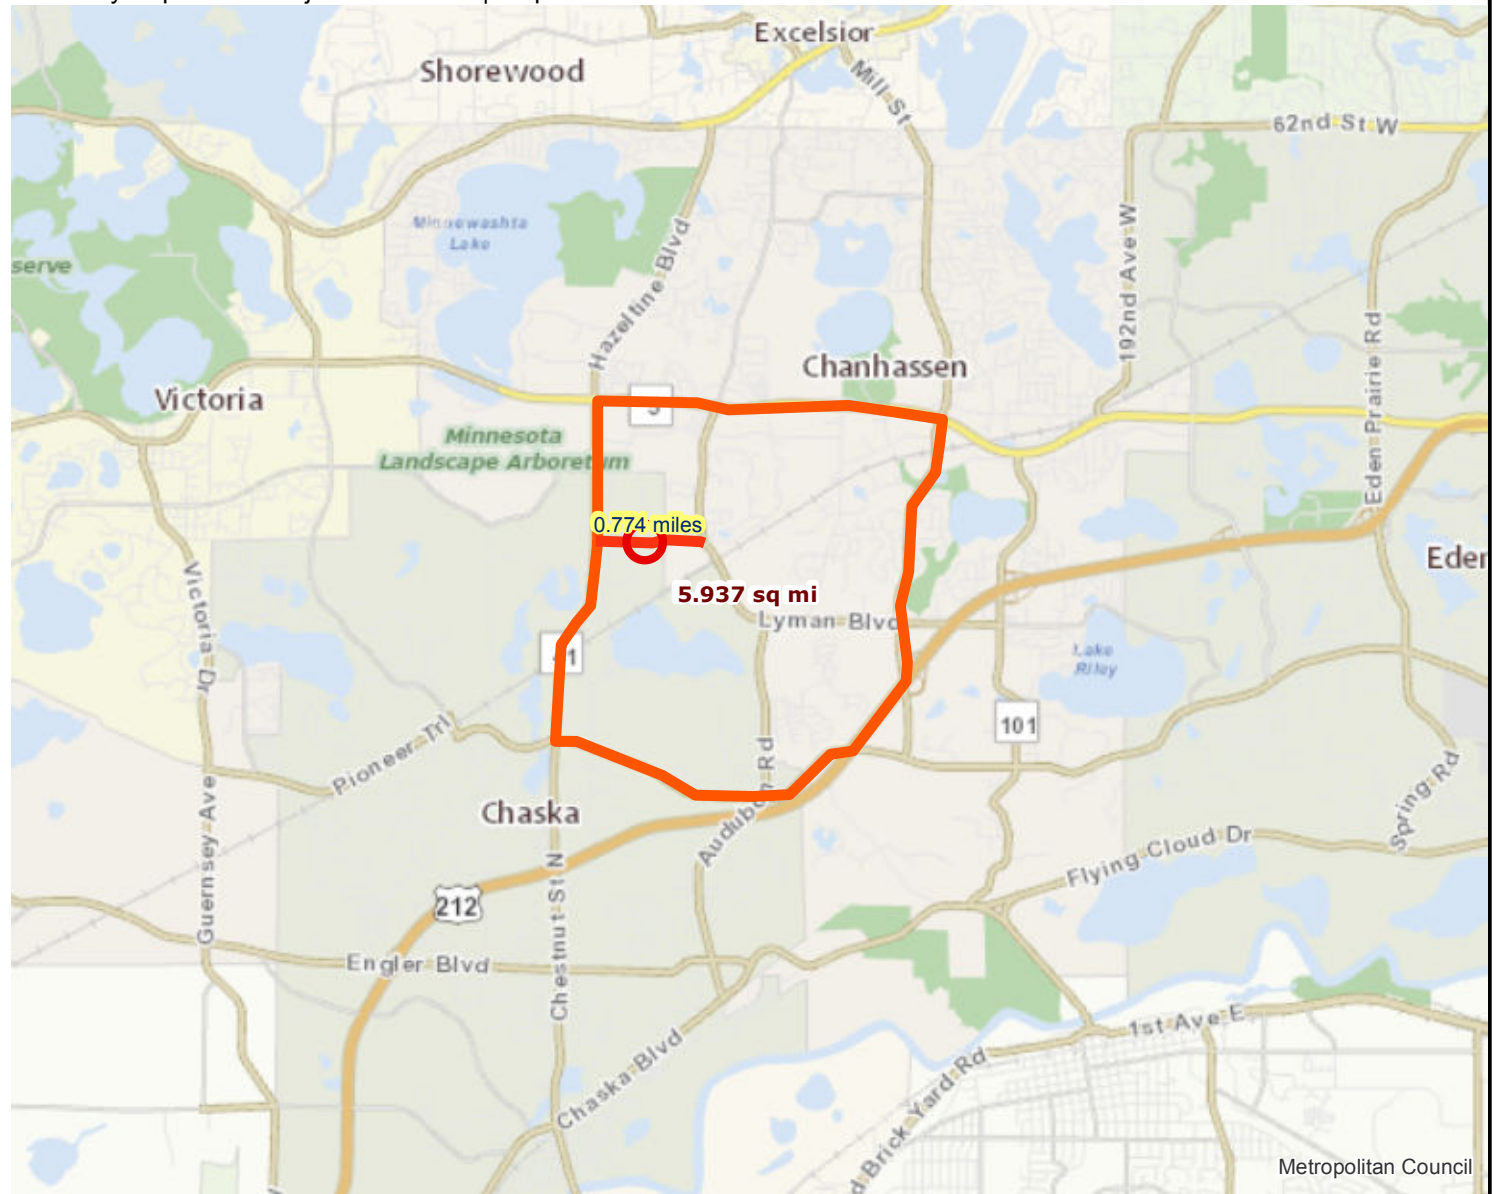 Excelsior
Shorewood
Mill St
62nd St W
Minnewashta
Lake
192nd Ave W
serve
Hazeltine Blvd
Eden Prairie Rd
Chanhassen
Victoria
5
Minnesota
Landscape Arboretum
0.774 miles
Eden
5.937 sq mi
Lyman Blvd
Victoria Dr
41
Lake
Riley
101
Pioneer Trl
Audubon Rd
Spring Rd
Guernsey Ave
Chaska
Flying Cloud Dr
Chestnut St N
212
Engler Blvd
1st Ave E
Chaska Blvd
d Brick Yard Rd
Metropolitan Council